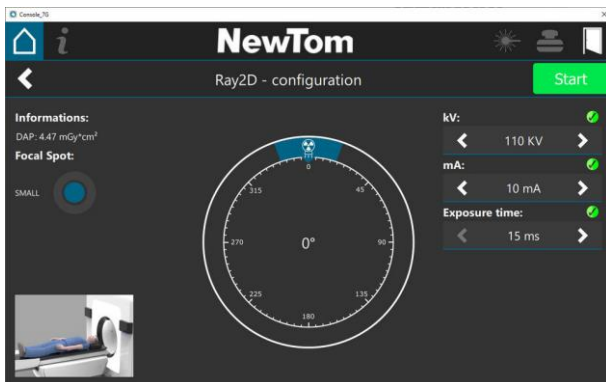 Console_7G
NewTom
Ray2D - configuration
Start
Informations:
DAP: 4.47 mGy*cm²
Focal Spot:
SMALL
0
45
90
135
180
225
270
315
0°
kV:
110 KV
mA:
10 mA
Exposure time:
15 ms